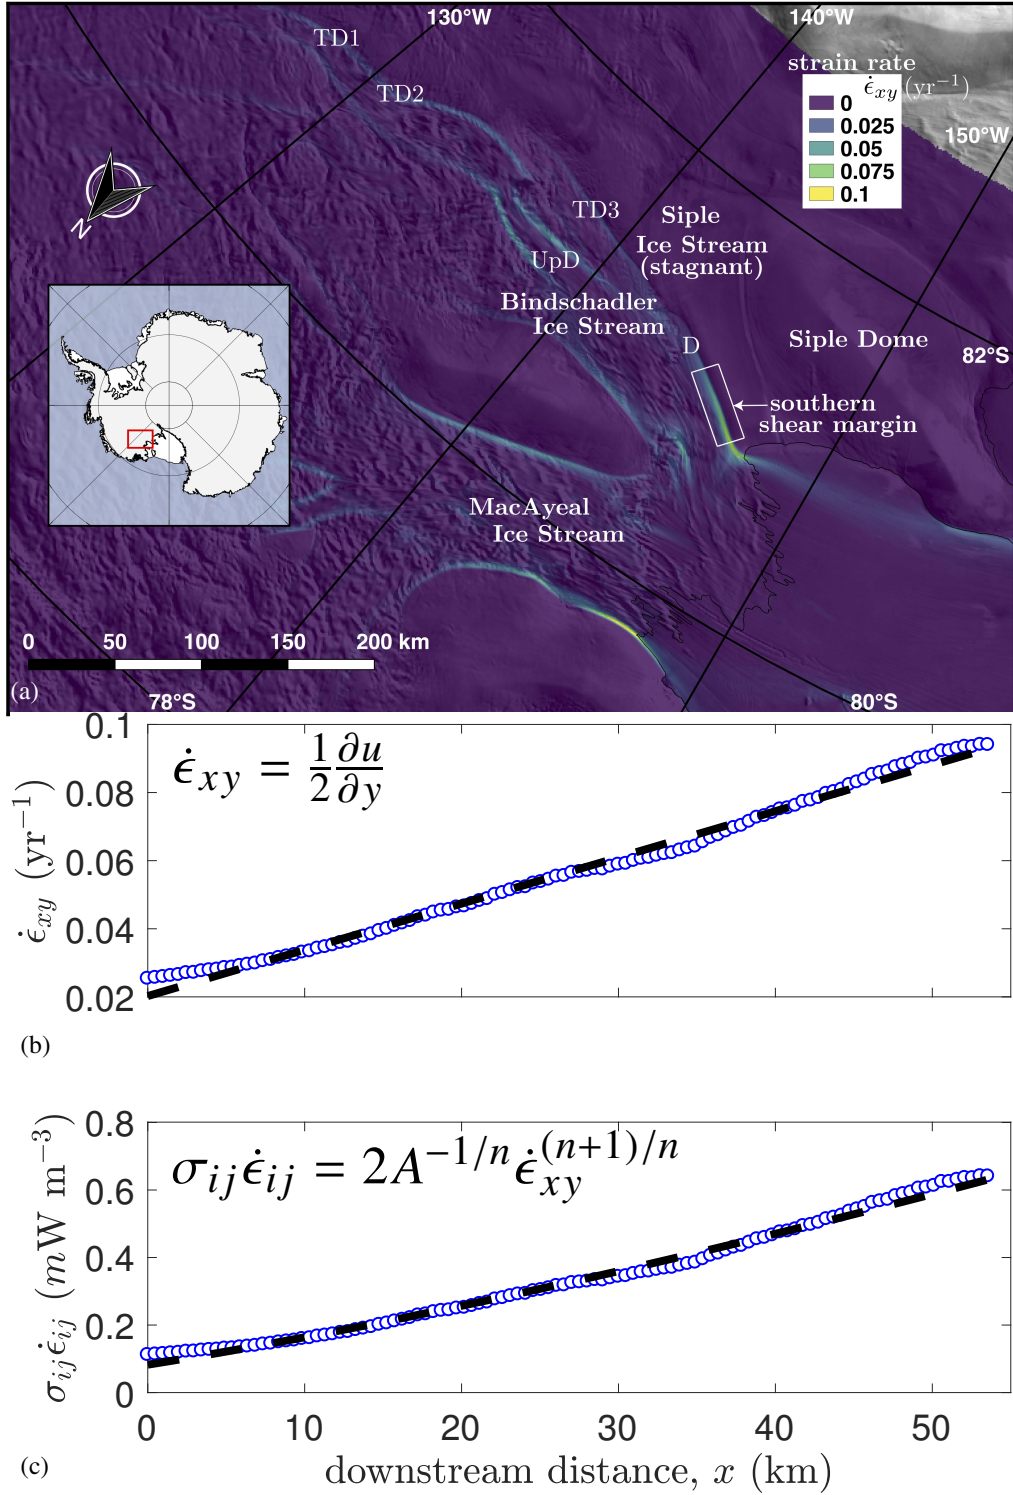 130°W
140°W
TD1
strain rate
ϵ̇xy (yr−1)
0
0.025
0.05
0.075
0.1
TD2
150°W
N
TD3
Siple
Ice Stream
(stagnant)
UpD
Bindschadler
Ice Stream
D
Siple Dome
82°S
southern
shear margin
MacAyeal
Ice Stream
0 50 100 150 200 km
(a)
78°S
80°S
0.1
0.08
0.06
0.04
0.02
ϵ̇xy (yr−1)
ϵ̇xy = 1/2 ∂u/∂y
(b)
0.8
0.6
0.4
0.2
0
σij ϵ̇ij (mW m−3)
σij ϵ̇ij = 2A−1/n ϵ̇xy(n+1)/n
0 10 20 30 40 50
(c)
downstream distance, x (km)